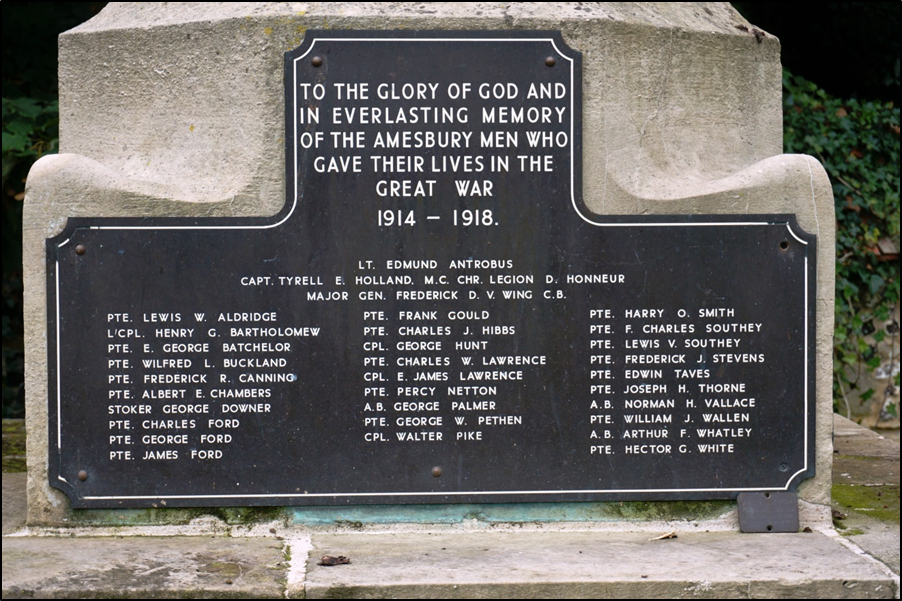 TO THE GLORY OF GOD AND
IN EVERLASTING MEMORY
OF THE AMESBURY MEN WHO
GAVE THEIR LIVES IN THE
GREAT WAR
1914 – 1918.
LT. EDMUND ANTROBUS
CAPT. TYRELL E. HOLLAND. M.C. CHR. LEGION D. HONNEUR
MAJOR GEN. FREDERICK D. V. WING C.B.
PTE. LEWIS W. ALDRIDGE
L'CPL. HENRY G. BARTHOLOMEW
PTE. E. GEORGE BATCHELOR
PTE. WILFRED L. BUCKLAND
PTE. FREDERICK R. CANNING
PTE. ALBERT E. CHAMBERS
STOKER GEORGE DOWNER
PTE. CHARLES FORD
PTE. GEORGE FORD
PTE. JAMES FORD
PTE. FRANK GOULD
PTE. CHARLES J. HIBBS
CPL. GEORGE HUNT
PTE. CHARLES W. LAWRENCE
CPL. E. JAMES LAWRENCE
PTE. PERCY NETTON
A.B. GEORGE PALMER
PTE. GEORGE W. PETHEN
CPL. WALTER PIKE
PTE. HARRY O. SMITH
PTE. F. CHARLES SOUTHEY
PTE. LEWIS V. SOUTHEY
PTE. FREDERICK J. STEVENS
PTE. EDWIN TAVES
PTE. JOSEPH H. THORNE
A.B. NORMAN H. VALLACE
PTE. WILLIAM J. WALLEN
A.B. ARTHUR F. WHATLEY
PTE. HECTOR G. WHITE